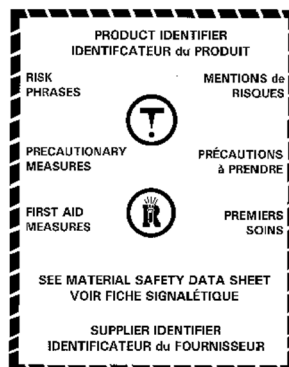 PRODUCT IDENTIFIER
IDENTIFCATEUR du PRODUIT
RISK PHRASES
MENTIONS de RISQUES
PRECAUTIONARY MEASURES
PRÉCAUTIONS à PRENDRE
FIRST AID MEASURES
PREMIERS SOINS
SEE MATERIAL SAFETY DATA SHEET
VOIR FICHE SIGNALÉTIQUE
SUPPLIER IDENTIFIER
IDENTIFICATEUR du FOURNISSEUR